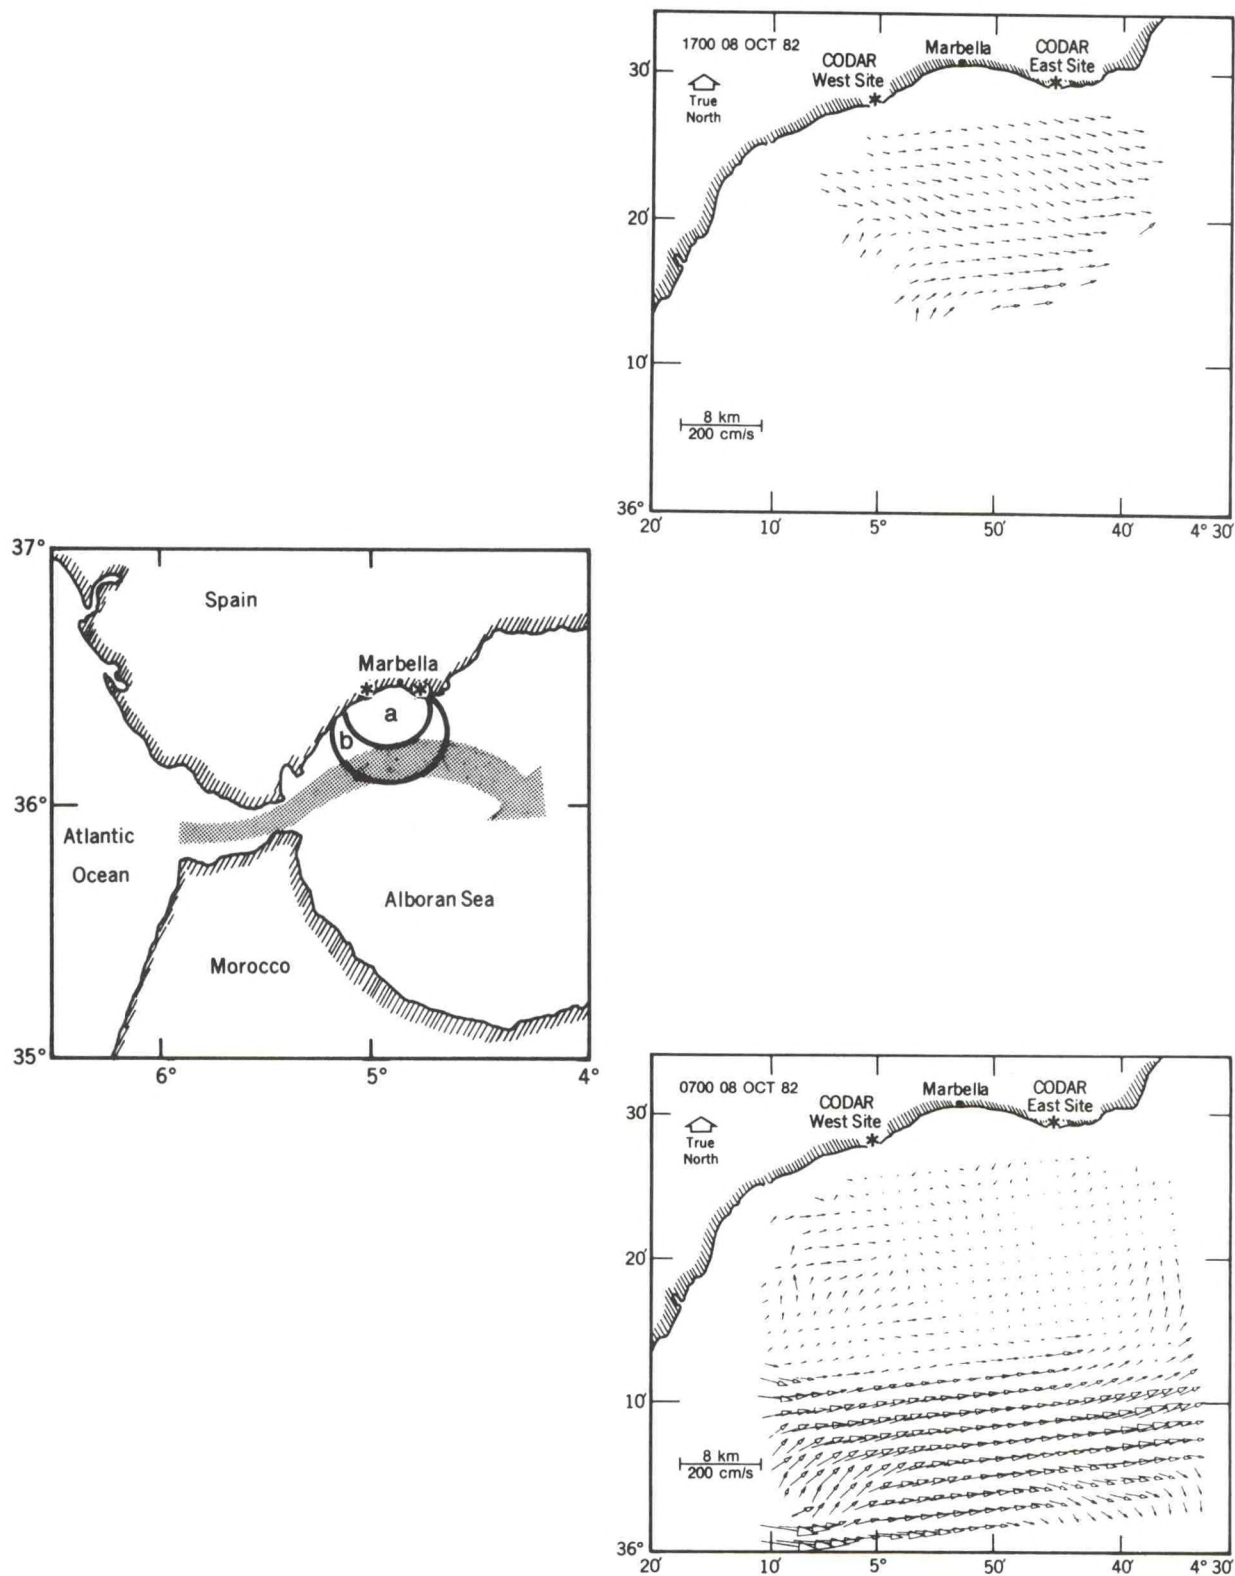 1700 08 OCT 82
Marbella
CODAR
West Site
CODAR
East Site
True
North
30′
20′
10′
36°
8 km
200 cm/s
20′ 10′ 5° 50′ 40′ 4° 30′
37°
36°
35°
Spain
Marbella
a
b
Atlantic
Ocean
Alboran Sea
Morocco
6° 5° 4°
0700 08 OCT 82
Marbella
CODAR
West Site
CODAR
East Site
True
North
30′
20′
10′
36°
8 km
200 cm/s
20′ 10′ 5° 50′ 40′ 4° 30′